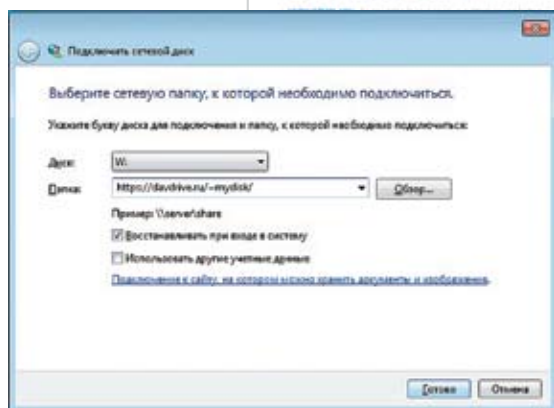 Подключить сетевой диск
Выберите сетевую папку, к которой необходимо подключиться.
Укажите букву диска для подключения и папку, к которой необходимо подключиться:
Диск: W:
Папка: https://davdrive.ru/~mydisk/ Обзор...
Пример: \\server\share
Восстанавливать при входе в систему
Использовать другие учетные данные
Подключение к сайту, на котором можно хранить документы и изображения.
Готово Отмена